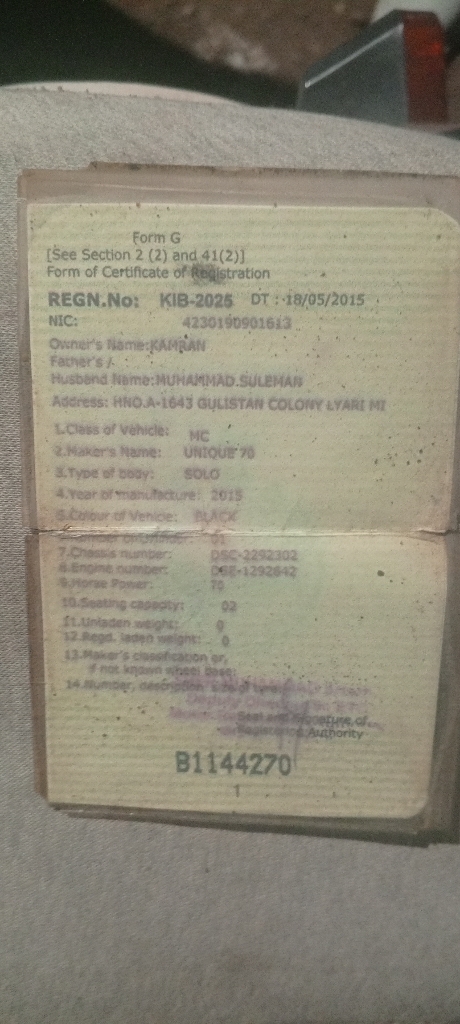 Form G
[See Section 2 (2) and 41(2)]
Form of Certificate of Registration
REGN.No: KIB-2025 DT : 18/05/2015
NIC: 4230190901613
Owner's Name:KAMRAN
Father's /
Husband Name:MUHAMMAD.SULEMAN
Address: HNO.A-1643 GULISTAN COLONY LYARI MI
1.Class of Vehicle: MC
2.Maker's Name: UNIQUE 70
3.Type of body: SOLO
4.Year of manufacture: 2015
5.Colour of Vehicle: BLACK
01
7.Chassis number: DSC-2292302
8.Engine number: DSE-1292842
9.Horse Power: 70
10.Seating capacity: 02
11.Unladen weight: 0
12.Regd. laden weight: 0
13.Maker's classification or,
if not known wheel base:
14.Number, description, size of
Seal and Signature of
Registering Authority
B1144270
1